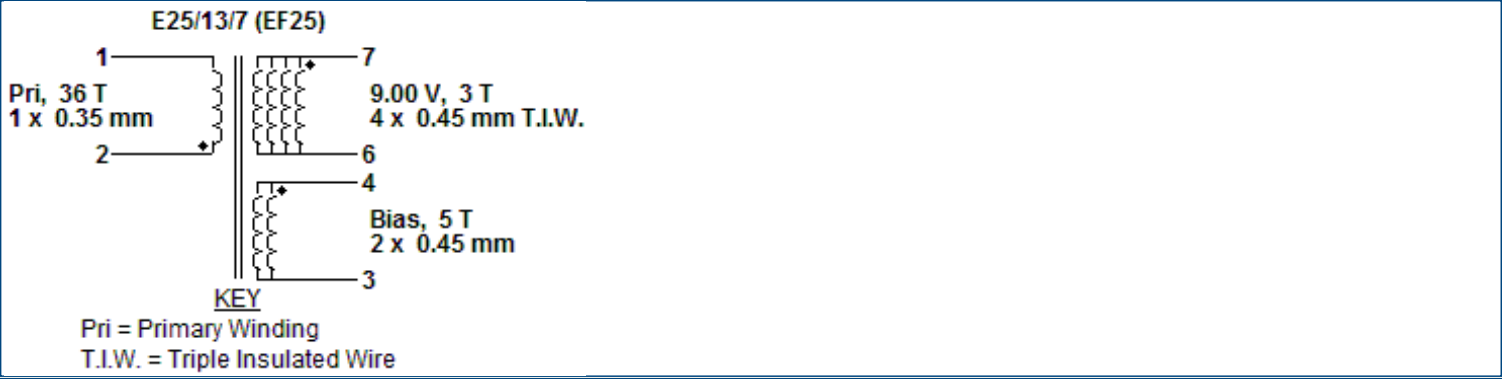 E25/13/7 (EF25)
1
7
Pri, 36 T
1 x 0.35 mm
9.00 V, 3 T
4 x 0.45 mm T.I.W.
2
6
4
Bias, 5 T
2 x 0.45 mm
3
KEY
Pri = Primary Winding
T.I.W. = Triple Insulated Wire